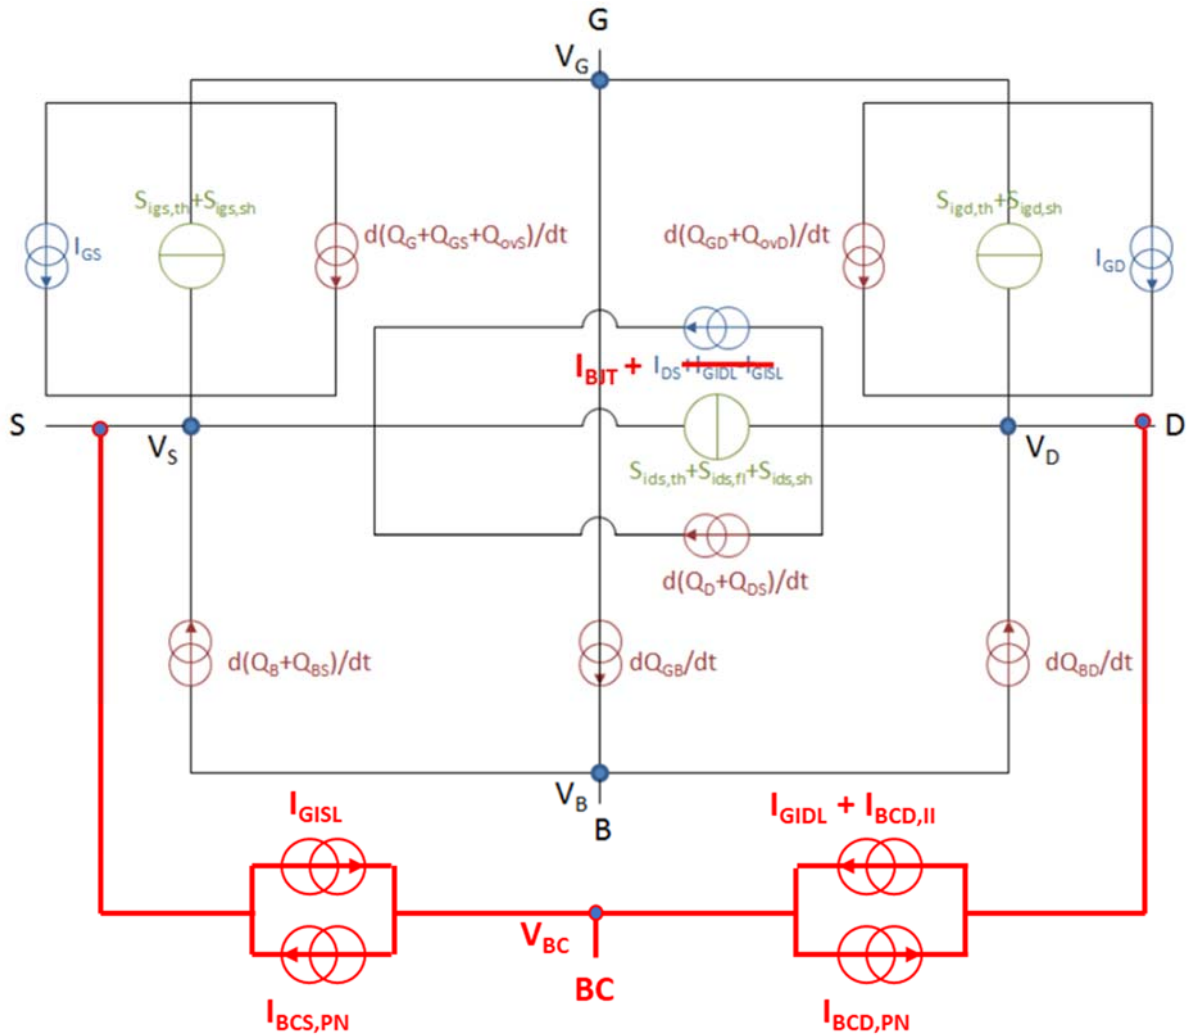 G
V_G
S_igs,th+S_igs,sh
S_igd,th+S_igd,sh
I_GS
d(Q_G+Q_GS+Q_ovS)/dt
d(Q_GD+Q_ovD)/dt
I_GD
I_BJT + I_DS+I_GIDL-I_GISL
S
V_S
V_D
D
S_ids,th+S_ids,fl+S_ids,sh
d(Q_D+Q_DS)/dt
d(Q_B+Q_BS)/dt
dQ_GB/dt
dQ_BD/dt
V_B
B
I_GISL
I_GIDL + I_BCD,II
V_BC
BC
I_BCS,PN
I_BCD,PN